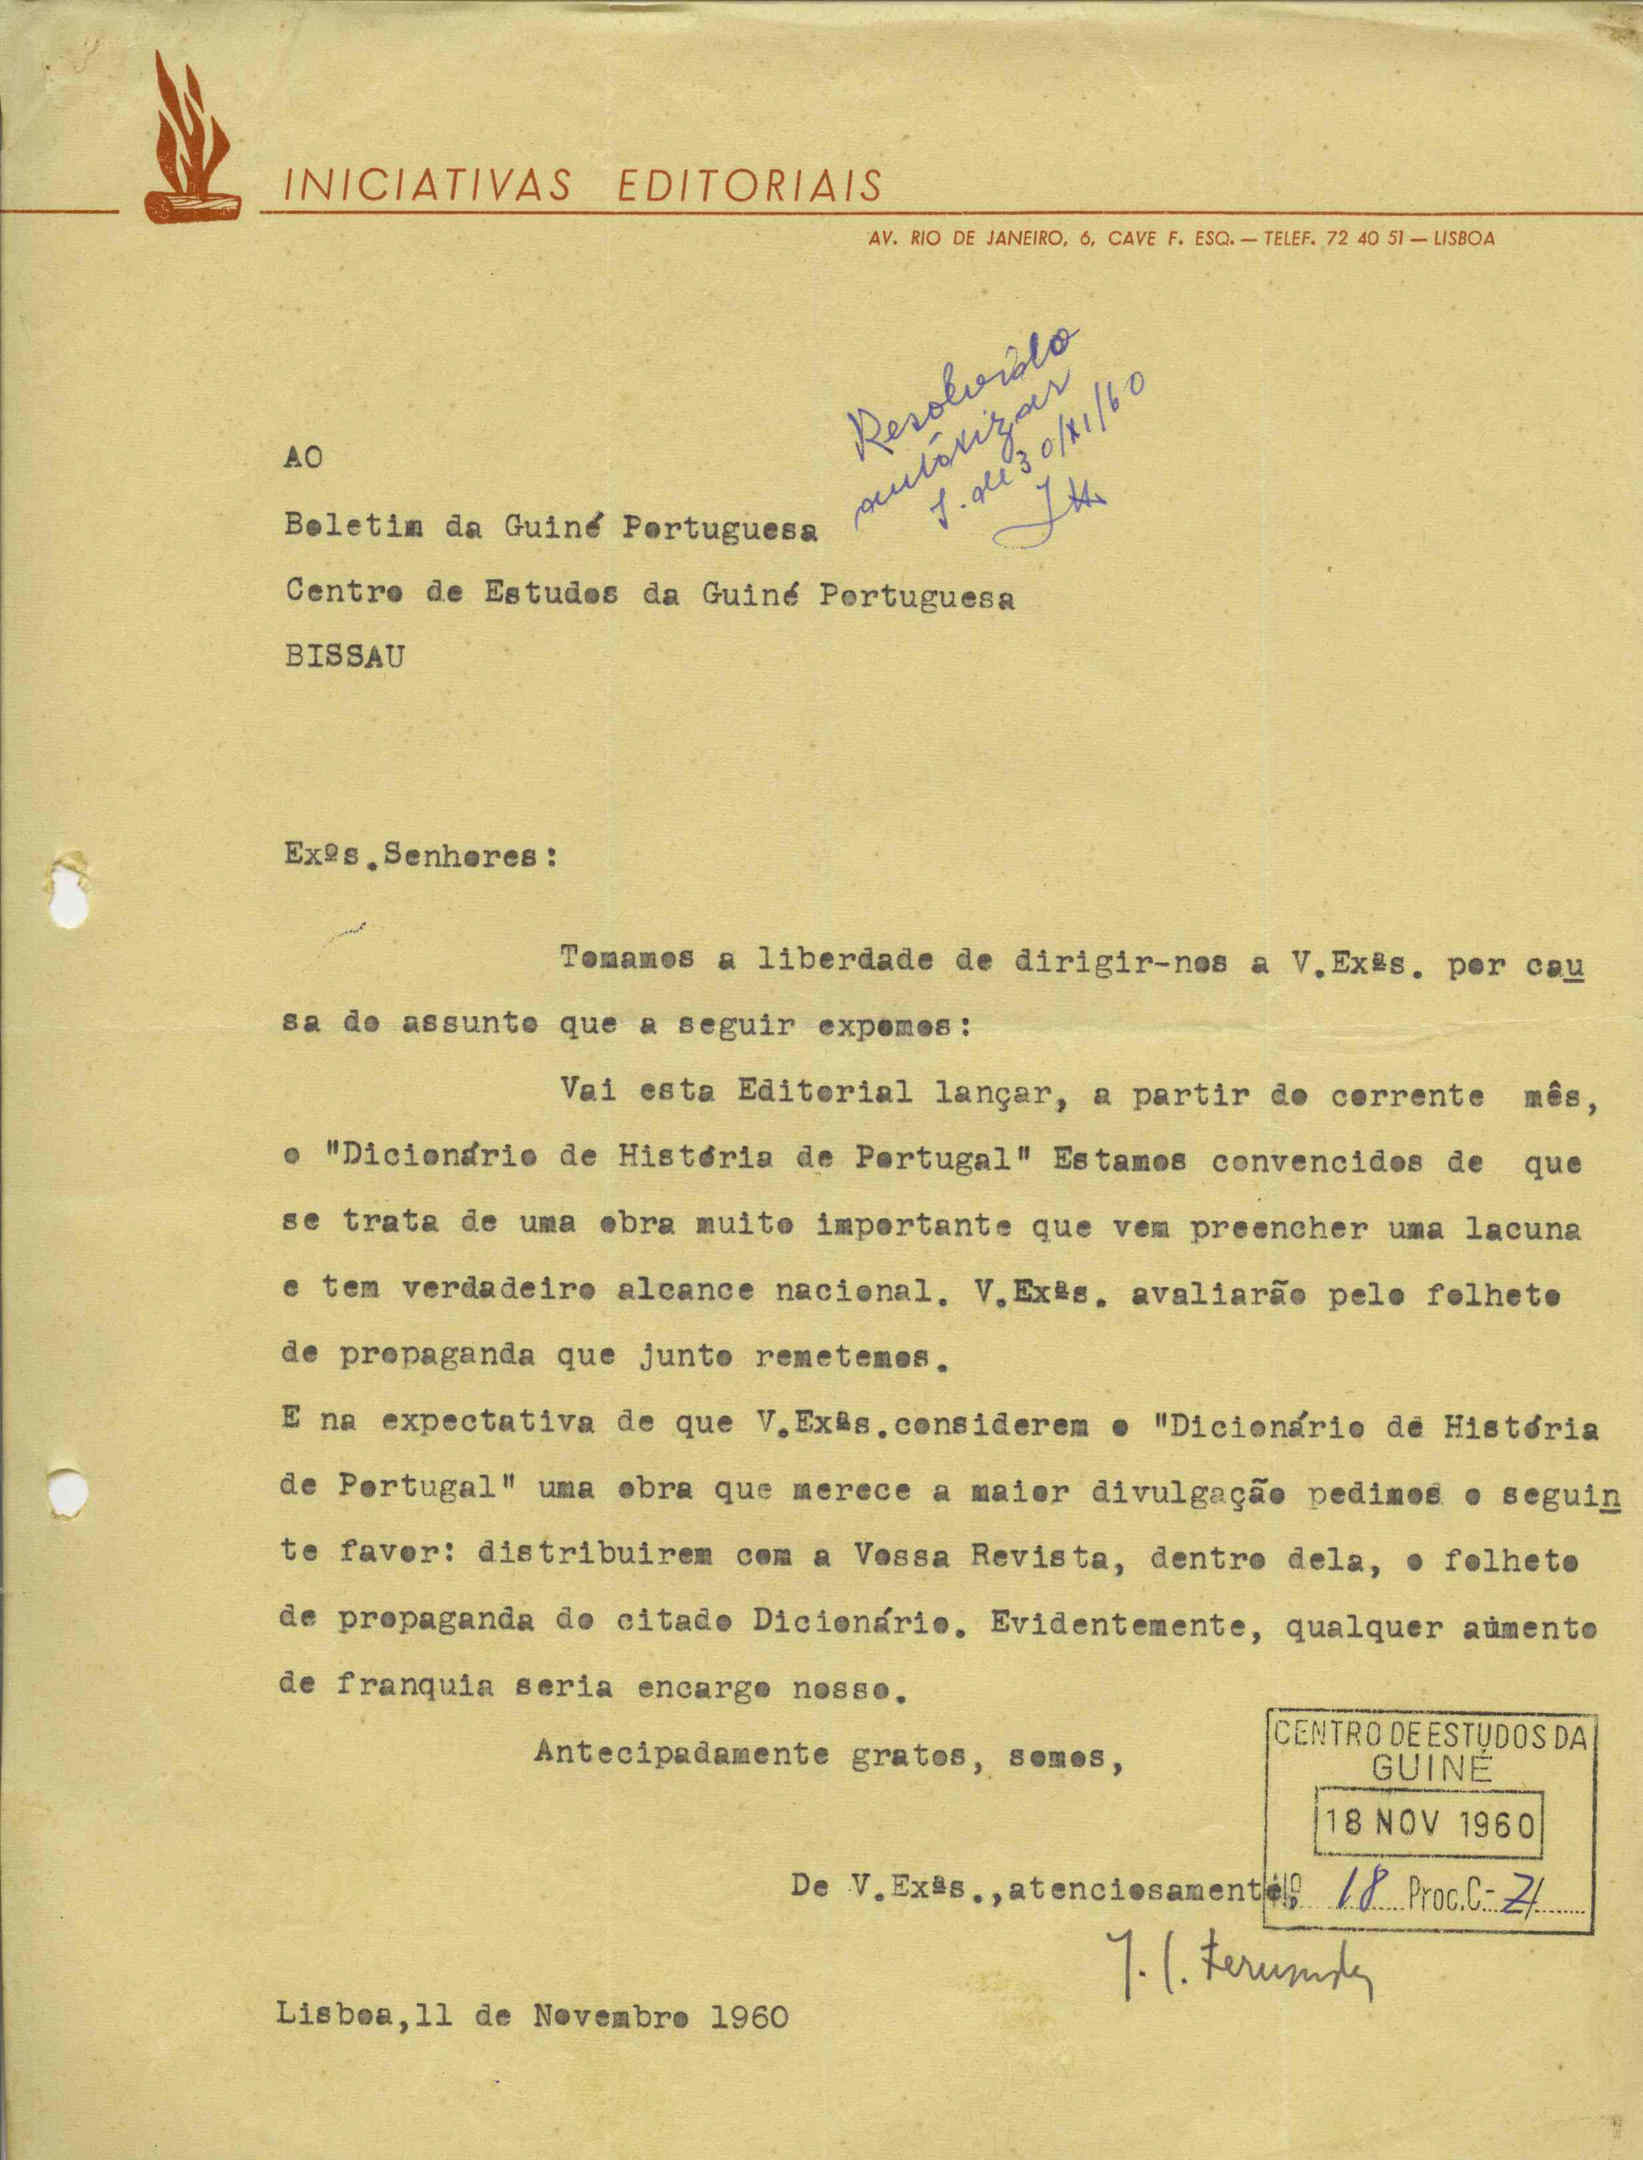 INICIATIVAS EDITORIAIS
AV. RIO DE JANEIRO, 6, CAVE F. ESQ. — TELEF. 72 40 51 — LISBOA
Resolvido
autorizar
S. de 30/XI/60
AO
Boletim da Guiné Portuguesa
Centro de Estudos da Guiné Portuguesa
BISSAU
Exºs.Senhores:
Tomamos a liberdade de dirigir-nos a V.Exªs. por cau
sa do assunto que a seguir expomos:
Vai esta Editorial lançar, a partir do corrente mês,
o "Dicionário de História de Portugal" Estamos convencidos de que
se trata de uma obra muito importante que vem preencher uma lacuna
e tem verdadeiro alcance nacional. V.Exªs. avaliarão pelo folheto
de propaganda que junto remetemos.
E na expectativa de que V.Exªs.considerem o "Dicionário de História
de Portugal" uma obra que merece a maior divulgação pedimos o seguin
te favor: distribuirem com a Vossa Revista, dentro dela, o folheto
de propaganda do citado Dicionário. Evidentemente, qualquer aumento
de franquia seria encargo nosso.
Antecipadamente gratos, somos,
CENTRO DE ESTUDOS DA
GUINÉ
18 NOV 1960
Nº 18 Proc. C-21
De V.Exªs.,atenciosamente,
Lisboa,11 de Novembro 1960